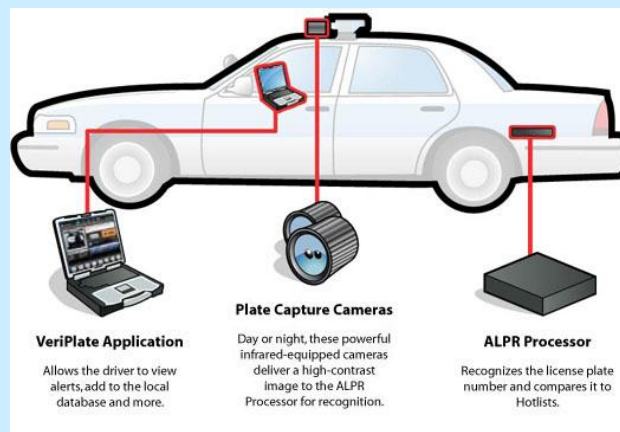 VeriPlate Application
Allows the driver to view
alerts, add to the local
database and more.
Plate Capture Cameras
Day or night, these powerful
infrared-equipped cameras
deliver a high-contrast
image to the ALPR
Processor for recognition.
ALPR Processor
Recognizes the license plate
number and compares it to
Hotlists.